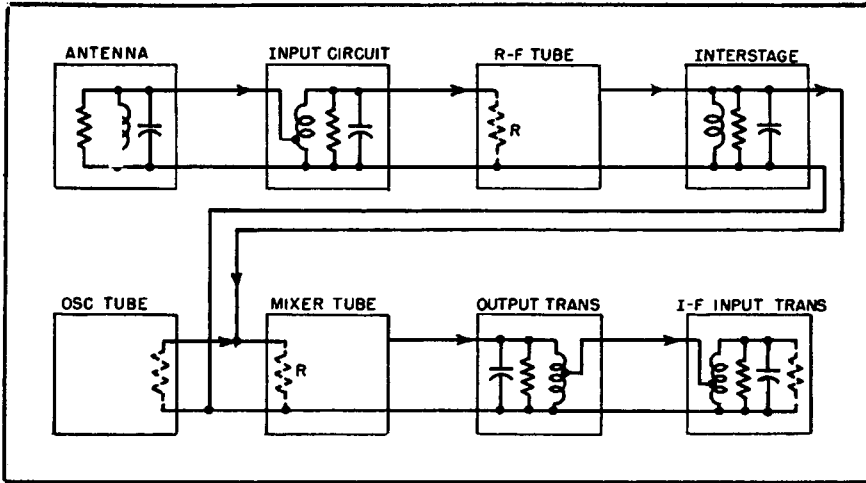 ANTENNA
INPUT CIRCUIT
R-F TUBE
INTERSTAGE
R
OSC TUBE
MIXER TUBE
OUTPUT TRANS
I-F INPUT TRANS
R